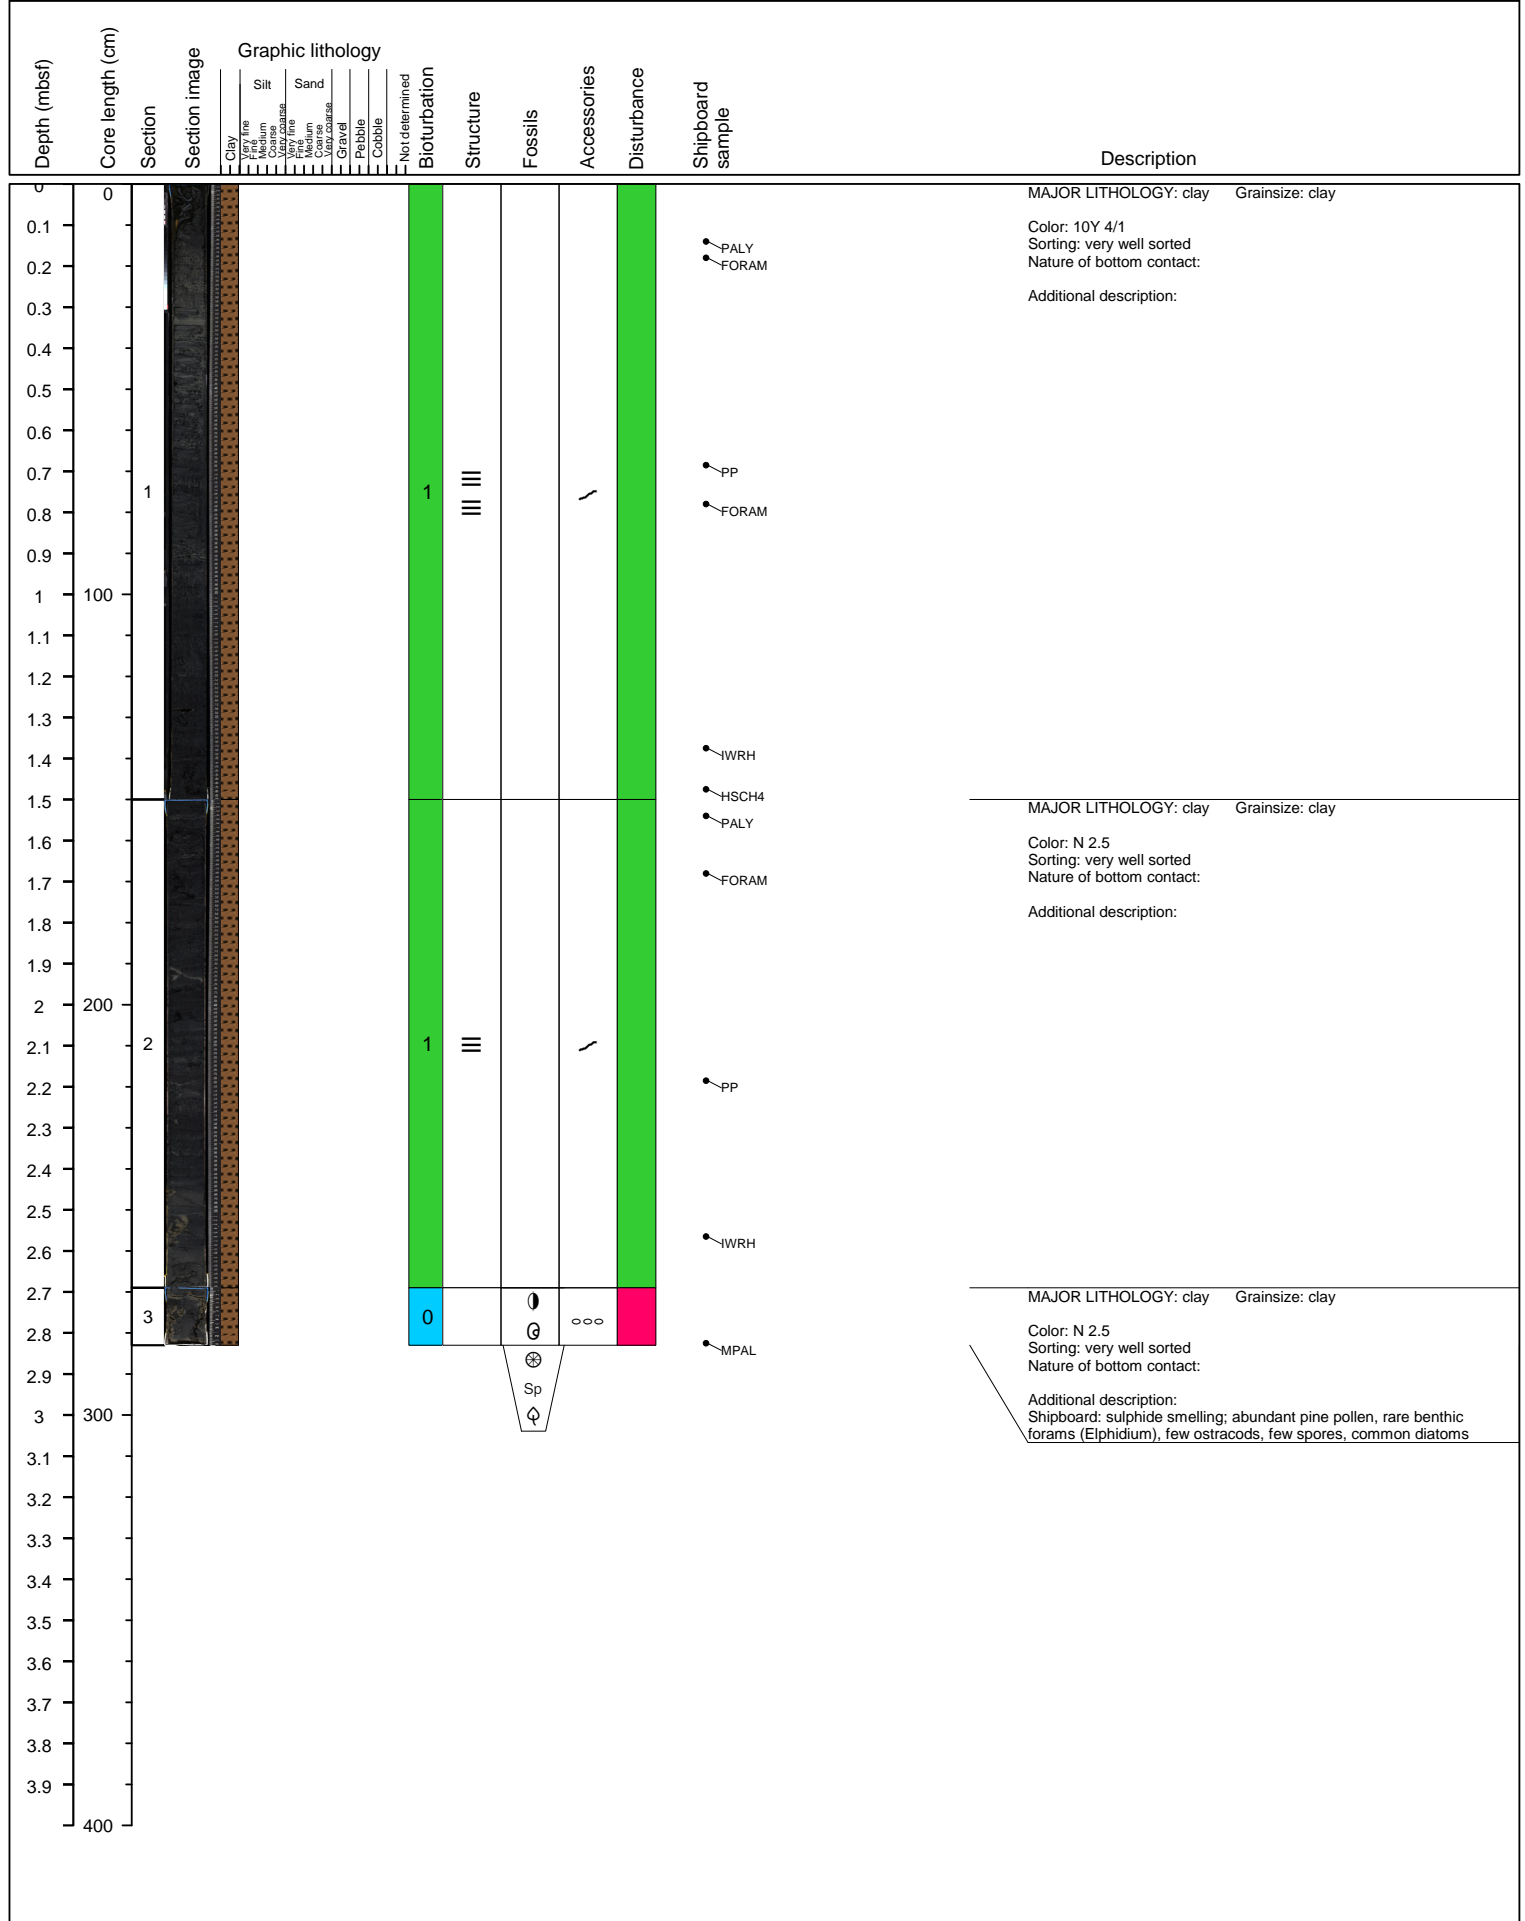 Depth (mbsf)
Core length (cm)
Section
Section image
Graphic lithology
Clay
Silt
Very fine
Fine
Medium
Coarse
Very coarse
Sand
Very fine
Fine
Medium
Coarse
Very coarse
Gravel
Pebble
Cobble
Not determined
Bioturbation
Structure
Fossils
Accessories
Disturbance
Shipboard
sample
Description
0
0.1
0.2
0.3
0.4
0.5
0.6
0.7
0.8
0.9
1
1.1
1.2
1.3
1.4
1.5
1.6
1.7
1.8
1.9
2
2.1
2.2
2.3
2.4
2.5
2.6
2.7
2.8
2.9
3
3.1
3.2
3.3
3.4
3.5
3.6
3.7
3.8
3.9
0
100
200
300
400
1
2
3
1
1
0
Sp
PALY
FORAM
PP
FORAM
IWRH
HSCH4
PALY
FORAM
PP
IWRH
MPAL
MAJOR LITHOLOGY: clay Grainsize: clay
Color: 10Y 4/1
Sorting: very well sorted
Nature of bottom contact:
Additional description:
MAJOR LITHOLOGY: clay Grainsize: clay
Color: N 2.5
Sorting: very well sorted
Nature of bottom contact:
Additional description:
MAJOR LITHOLOGY: clay Grainsize: clay
Color: N 2.5
Sorting: very well sorted
Nature of bottom contact:
Additional description:
Shipboard: sulphide smelling; abundant pine pollen, rare benthic
forams (Elphidium), few ostracods, few spores, common diatoms